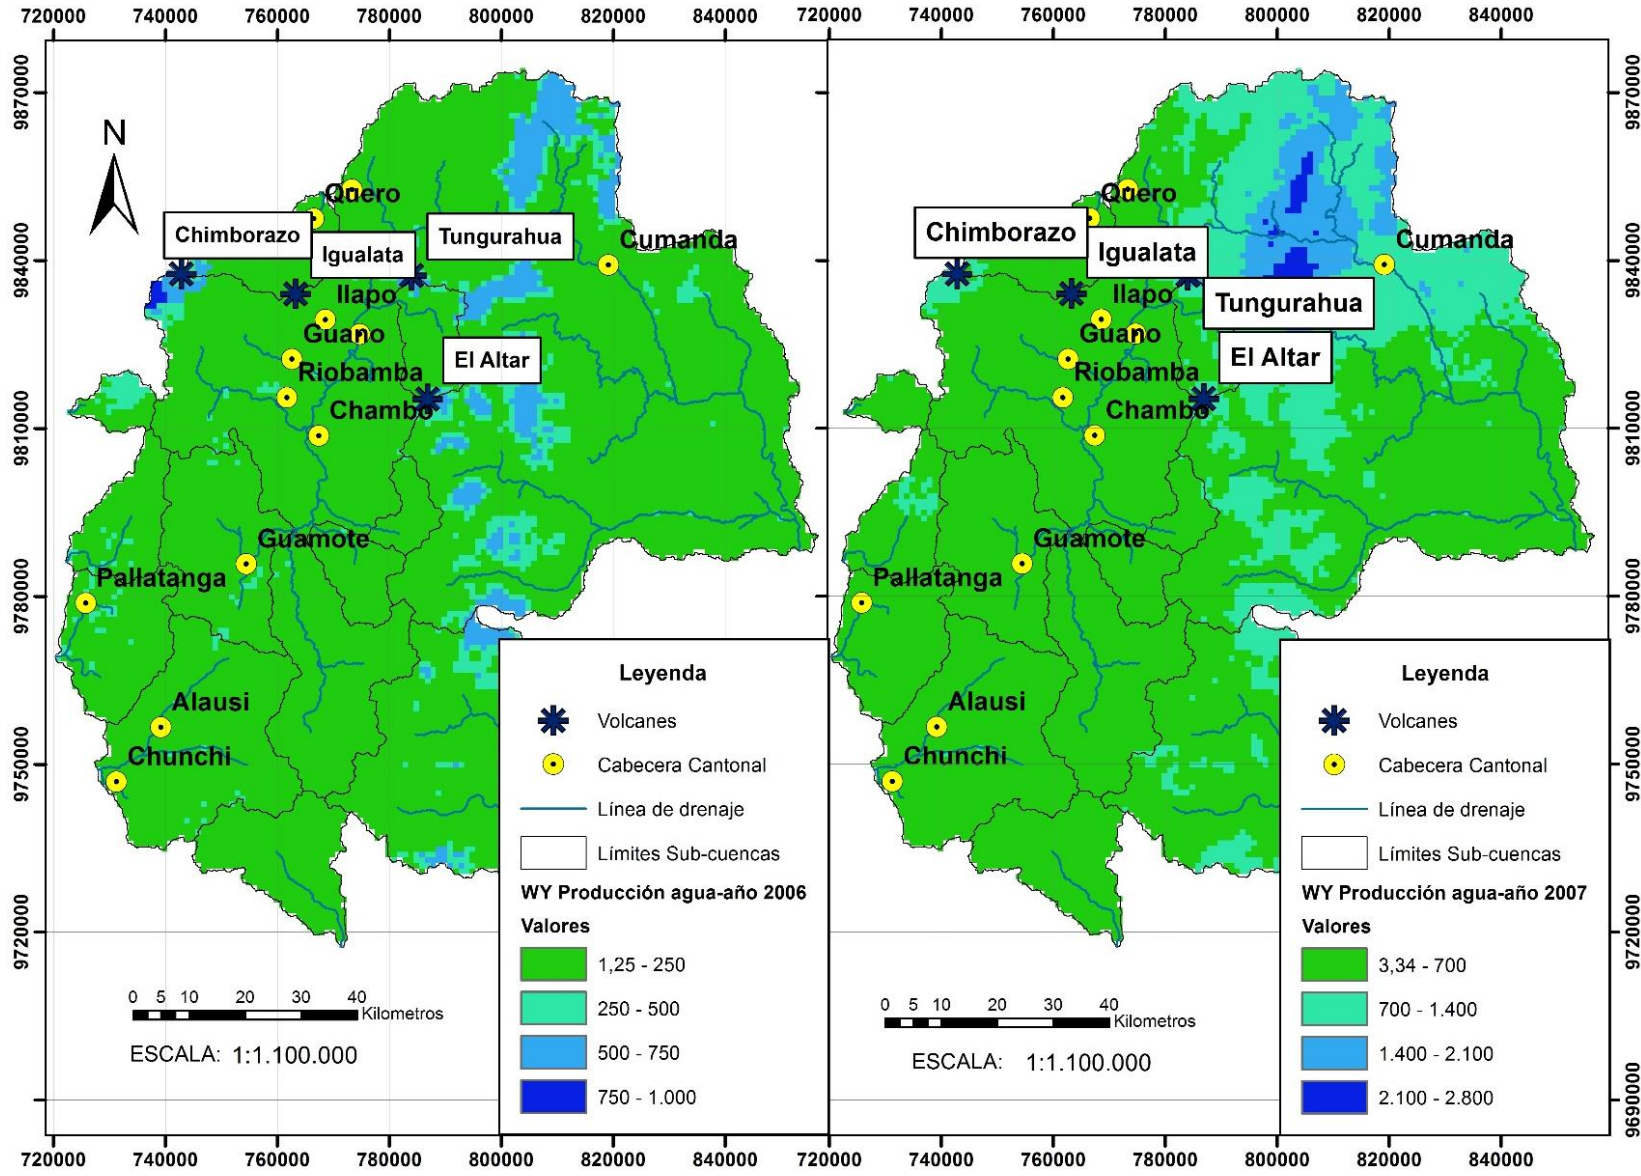 720000 740000 760000 780000 800000 820000 840000 720000 740000 760000 780000 800000 820000 840000
9870000
9840000
9810000
9780000
9750000
9720000
N
Quero
Chimborazo
Igualata
Tungurahua
Cumanda
Ilapo
Guano
El Altar
Riobamba
Chambo
Guamote
Pallatanga
Alausi
Chunchi
0 5 10 20 30 40
Kilometros
ESCALA: 1:1.100.000
Leyenda
Volcanes
Cabecera Cantonal
Línea de drenaje
Límites Sub-cuencas
WY Producción agua-año 2006
Valores
1,25 - 250
250 - 500
500 - 750
750 - 1.000
Quero
Chimborazo
Igualata
Cumanda
Ilapo
Tungurahua
Guano
El Altar
Riobamba
Chambo
Guamote
Pallatanga
Alausi
Chunchi
0 5 10 20 30 40
Kilometros
ESCALA: 1:1.100.000
Leyenda
Volcanes
Cabecera Cantonal
Línea de drenaje
Límites Sub-cuencas
WY Producción agua-año 2007
Valores
3,34 - 700
700 - 1.400
1.400 - 2.100
2.100 - 2.800
9870000
9840000
9810000
9780000
9750000
9720000
9690000
720000 740000 760000 780000 800000 820000 720000 740000 760000 780000 800000 820000 840000